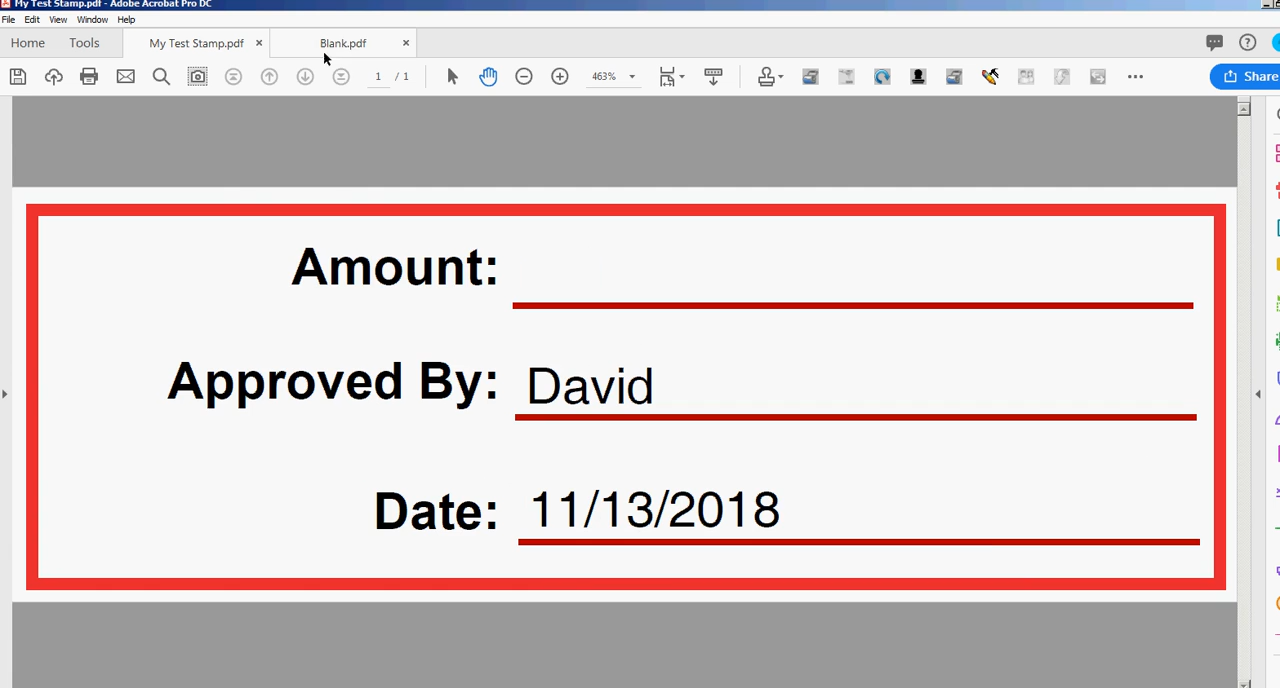 My Test Stamp.pdf - Adobe Acrobat Pro DC
File Edit View Window Help
Home Tools My Test Stamp.pdf × Blank.pdf ×
1 / 1 463% Share
Amount:
Approved By: David
Date: 11/13/2018